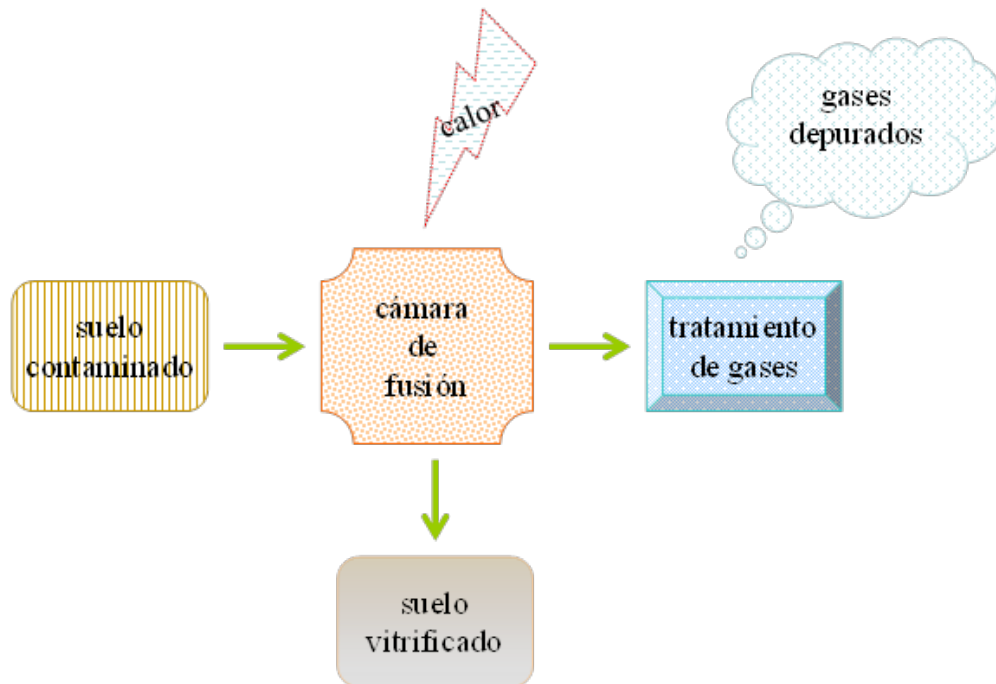 calor
gases
depurados
suelo
contaminado
cámara
de
fusión
tratamiento
de gases
suelo
vitrificado